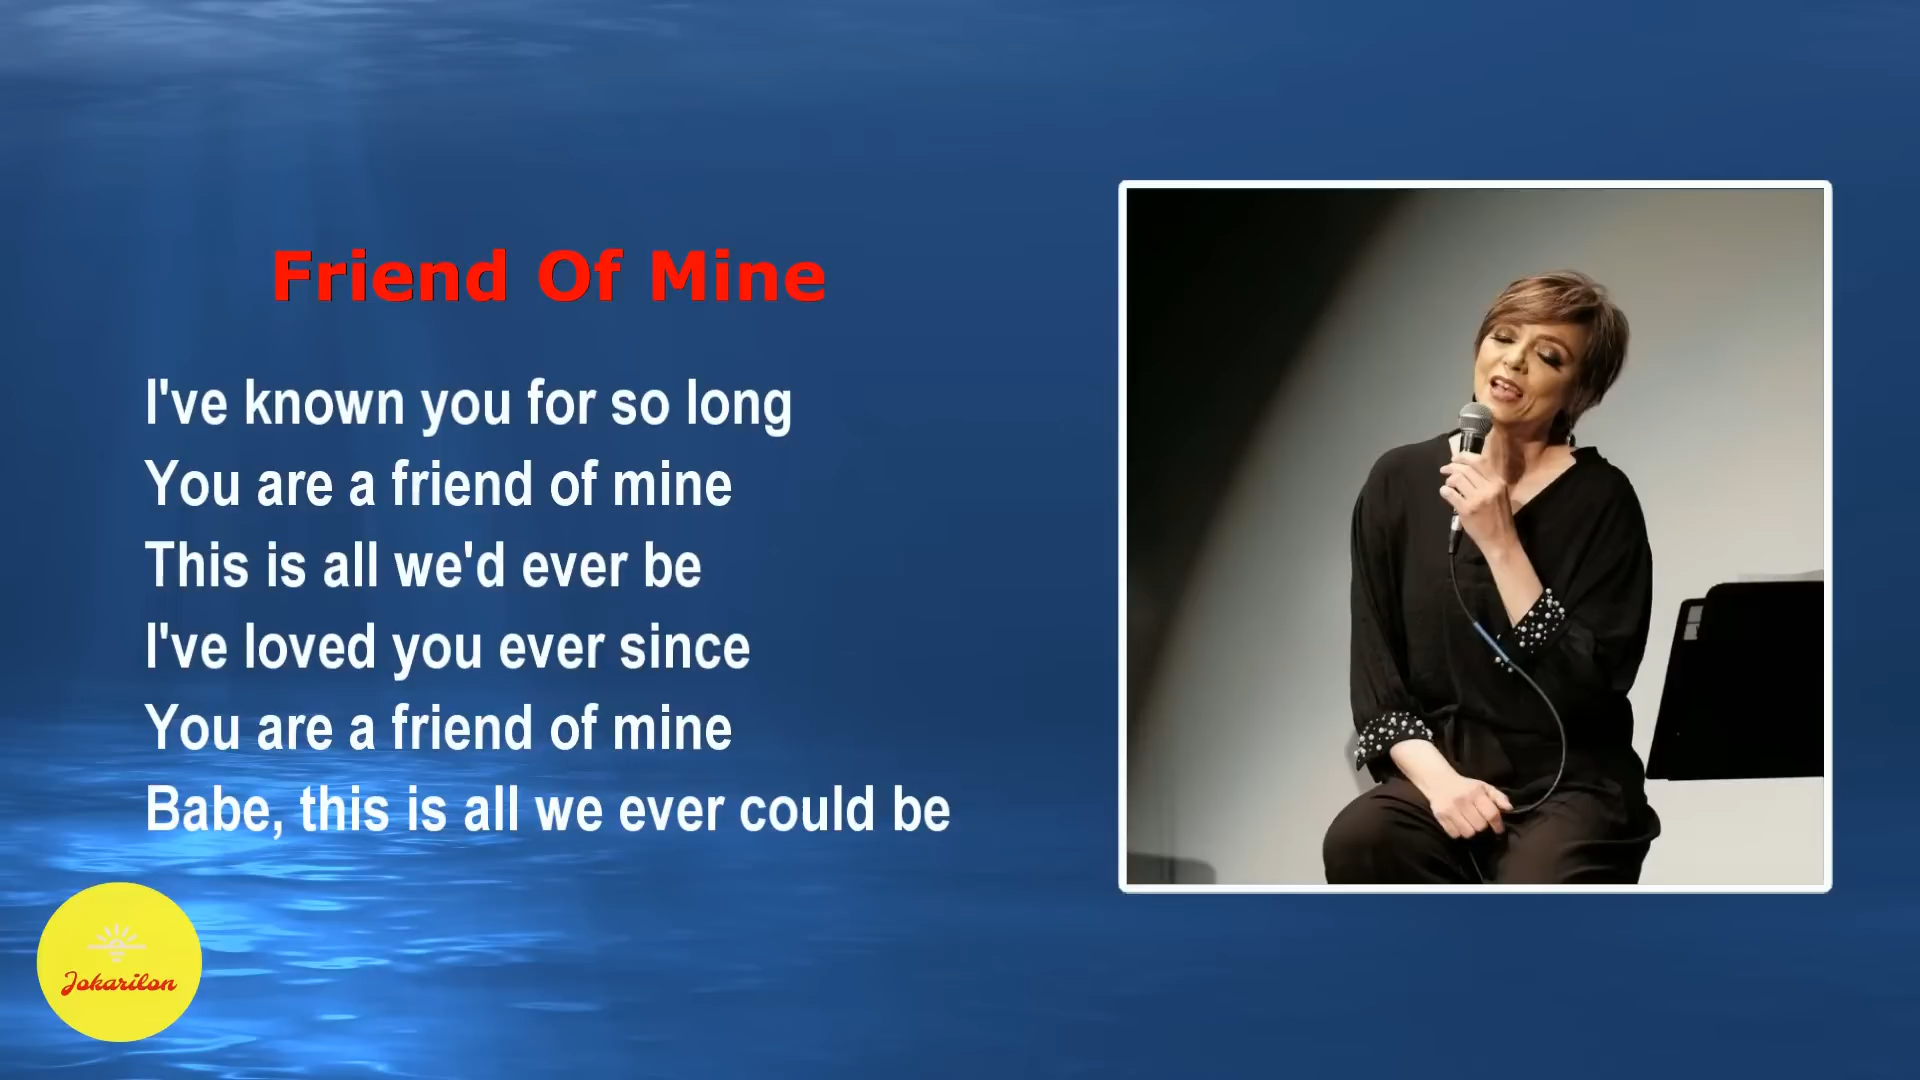 Friend Of Mine
I've known you for so long
You are a friend of mine
This is all we'd ever be
I've loved you ever since
You are a friend of mine
Babe, this is all we ever could be
Jokarilon